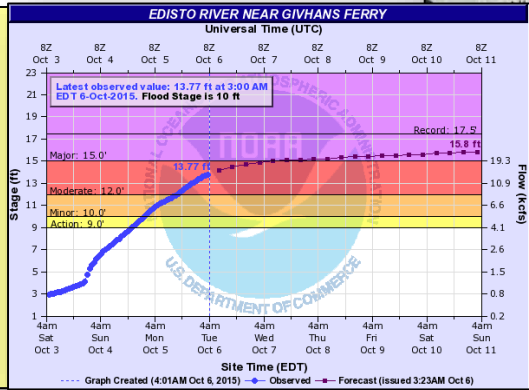 EDISTO RIVER NEAR GIVHANS FERRY
Universal Time (UTC)
8Z 8Z 8Z 8Z 8Z 8Z 8Z 8Z 8Z
Oct 3 Oct 4 Oct 5 Oct 6 Oct 7 Oct 8 Oct 9 Oct 10 Oct 11
Latest observed value: 13.77 ft at 3:00 AM
EDT 6-Oct-2015. Flood Stage is 10 ft
Record: 17.5'
15.8 ft
Major: 15.0'
13.77 ft
Moderate: 12.0'
Minor: 10.0'
Action: 9.0'
Stage (ft)
23
21
19
17
15
13
11
9
7
5
3
1
Flow (kcfs)
19.3
10.9
6.6
4.1
2.6
1.5
0.8
0.2
NOAA
U.S. DEPARTMENT OF COMMERCE
4am 4am 4am 4am 4am 4am 4am 4am 4am
Sat Sun Mon Tue Wed Thu Fri Sat Sun
Oct 3 Oct 4 Oct 5 Oct 6 Oct 7 Oct 8 Oct 9 Oct 10 Oct 11
Site Time (EDT)
Graph Created (4:01AM Oct 6, 2015) Observed Forecast (issued 3:23AM Oct 6)